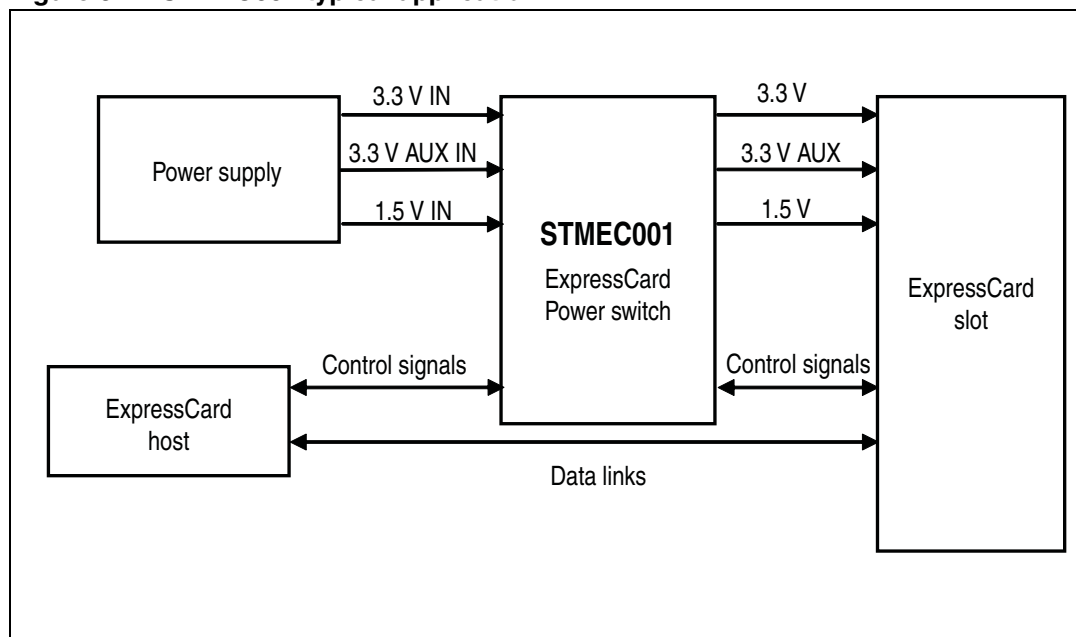 3.3 V IN
3.3 V
3.3 V AUX IN
3.3 V AUX
Power supply
1.5 V IN
1.5 V
STMEC001
ExpressCard
Power switch
ExpressCard
slot
Control signals
Control signals
ExpressCard
host
Data links